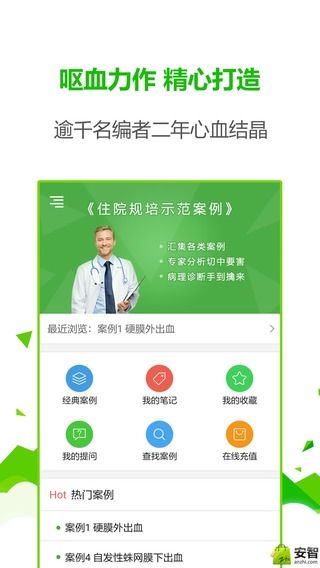 呕血力作 精心打造
逾千名编者二年心血结晶
《住院规培示范案例》
• 汇集各类案例
• 专家分析切中要害
• 病理诊断手到擒来
最近浏览：案例1 硬膜外出血
经典案例 我的笔记 我的收藏
我的提问 查找案例 在线充值
Hot 热门案例
• 案例1 硬膜外出血
• 案例4 自发性蛛网膜下出血
安智
anzhi.com